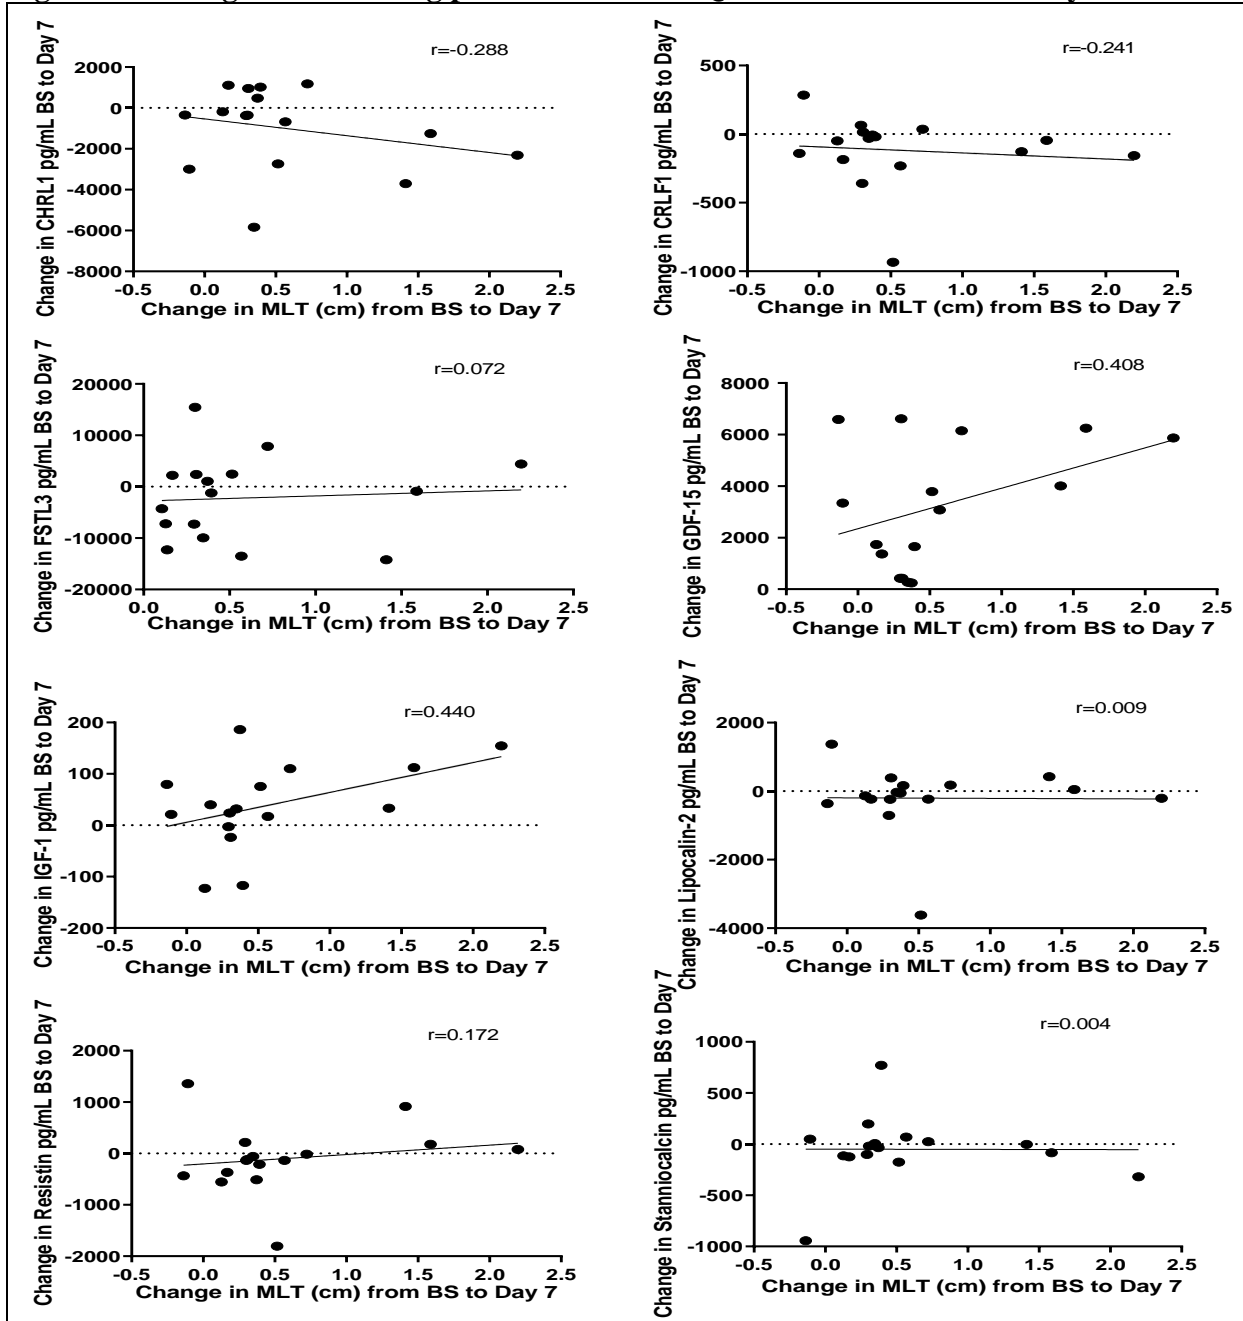 r=-0.288
Change in CHRL1 pg/mL BS to Day 7
2000
0
-2000
-4000
-6000
-8000
-0.5 0.0 0.5 1.0 1.5 2.0 2.5
Change in MLT (cm) from BS to Day 7
r=-0.241
Change in CRLF1 pg/mL BS to Day 7
500
0
-500
-1000
-0.5 0.0 0.5 1.0 1.5 2.0 2.5
Change in MLT (cm) from BS to Day 7
r=0.072
Change in FSTL3 pg/mL BS to Day 7
20000
10000
0
-10000
-20000
0.0 0.5 1.0 1.5 2.0 2.5
Change in MLT (cm) from BS to Day 7
r=0.408
Change in GDF-15 pg/mL BS to Day 7
8000
6000
4000
2000
0
-0.5 0.0 0.5 1.0 1.5 2.0 2.5
Change in MLT (cm) from BS to Day 7
r=0.440
Change in IGF-1 pg/mL BS to Day 7
200
100
0
-100
-200
-0.5 0.0 0.5 1.0 1.5 2.0 2.5
Change in MLT (cm) from BS to Day 7
r=0.009
Change in Lipocalin-2 pg/mL BS to Day 7
2000
0
-2000
-4000
-0.5 0.0 0.5 1.0 1.5 2.0 2.5
Change in MLT (cm) from BS to Day 7
r=0.172
Change in Resistin pg/mL BS to Day 7
2000
1000
0
-1000
-2000
-0.5 0.0 0.5 1.0 1.5 2.0 2.5
Change in MLT (cm) from BS to Day 7
r=0.004
Change in Stanniocalcin pg/mL BS to Day 7
1000
500
0
-500
-1000
-0.5 0.0 0.5 1.0 1.5 2.0 2.5
Change in MLT (cm) from BS to Day 7